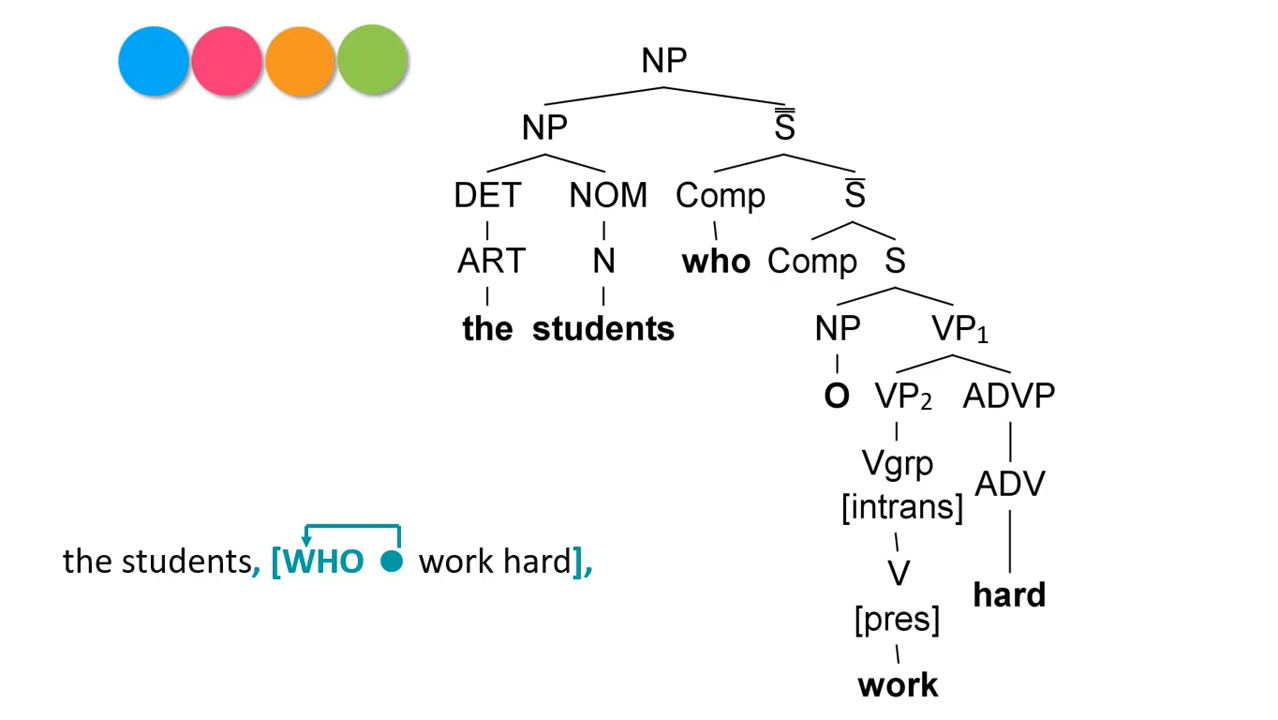 NP
NP S̿
DET NOM Comp S̅
ART N who Comp S
the students NP VP₁
O VP₂ ADVP
Vgrp
[intrans] ADV
the students, [WHO ● work hard],
V
hard
[pres]
work